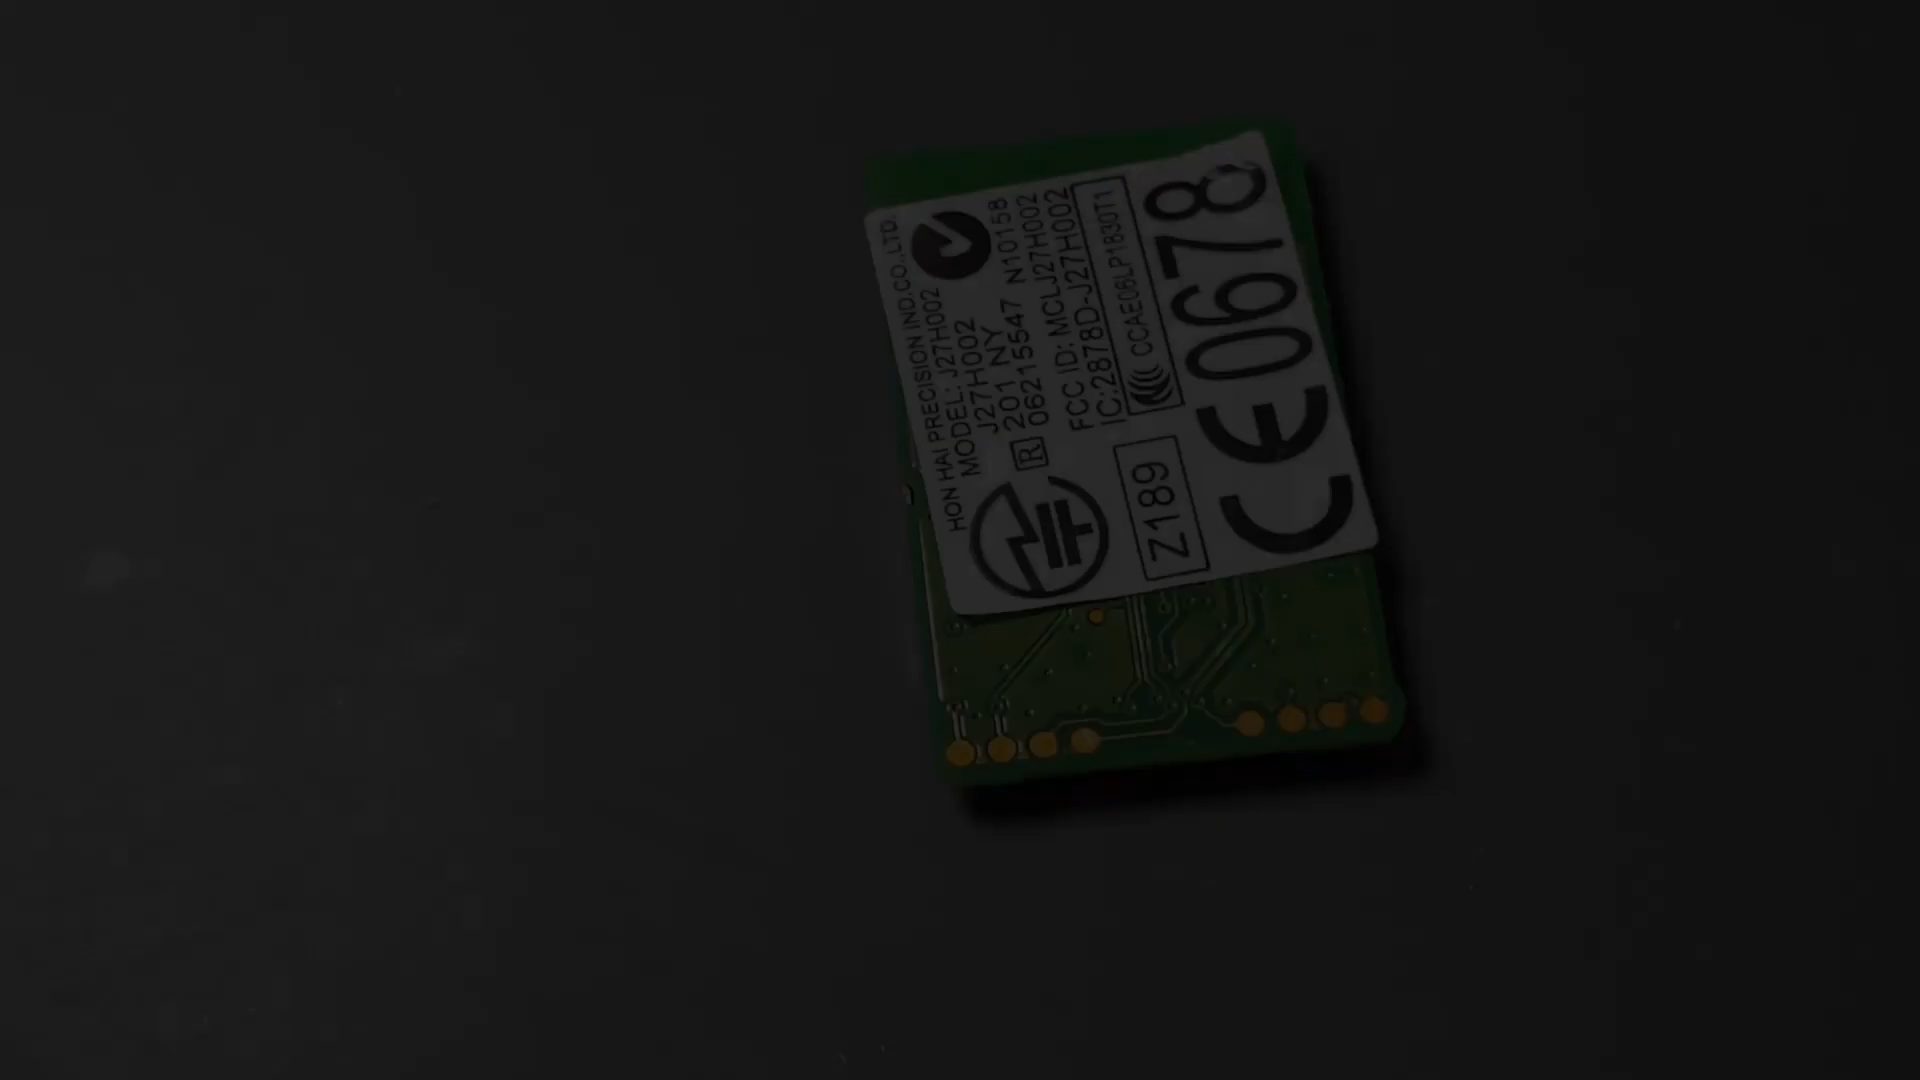 HON HAI PRECISION IND.CO.,LTD.
MODEL: J27H002
J27H002
201 NY
R 06215547 N10158
FCC ID: MCLJ27H002
IC:2878D-J27H002
CCAE06LP1830T1
Z189
CE0678